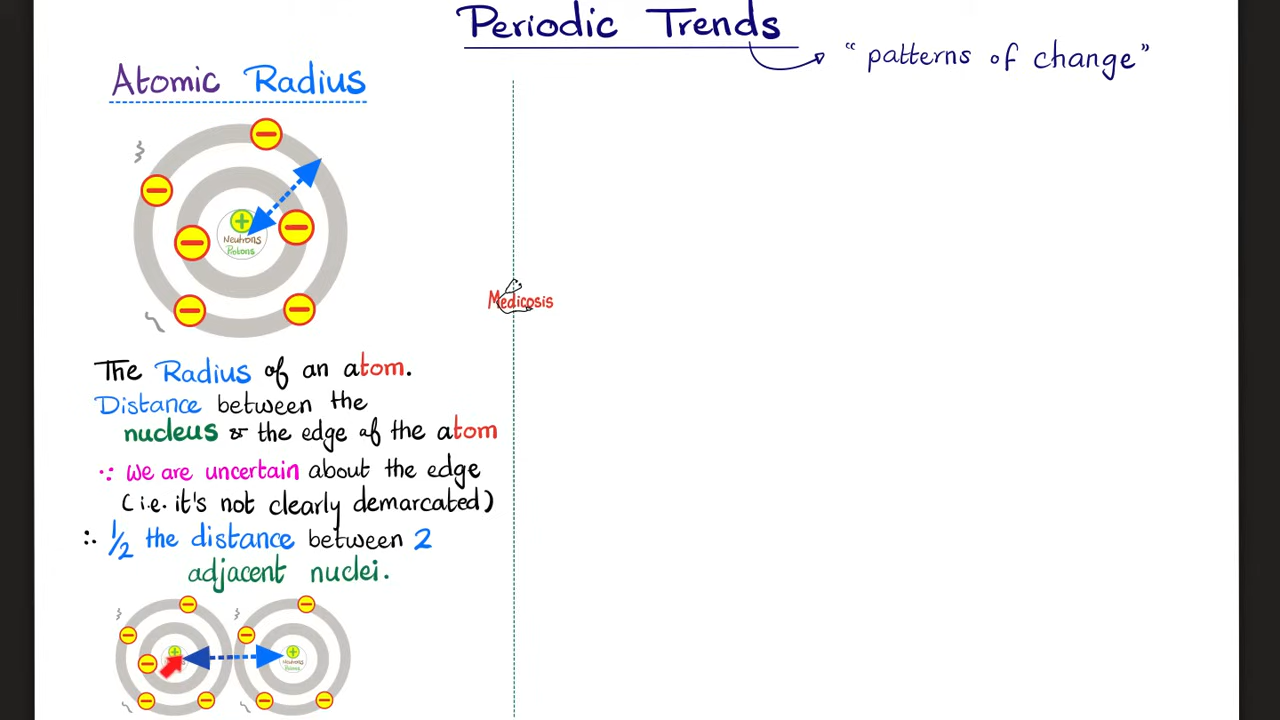 Periodic Trends
“patterns of change”
Atomic Radius
+
Neutrons
Protons
Medicosis
The Radius of an atom.
Distance between the
nucleus & the edge of the atom
∵ we are uncertain about the edge
(i.e. it's not clearly demarcated)
∴ 1/2 the distance between 2
adjacent nuclei.
+
+
Neutrons
Protons